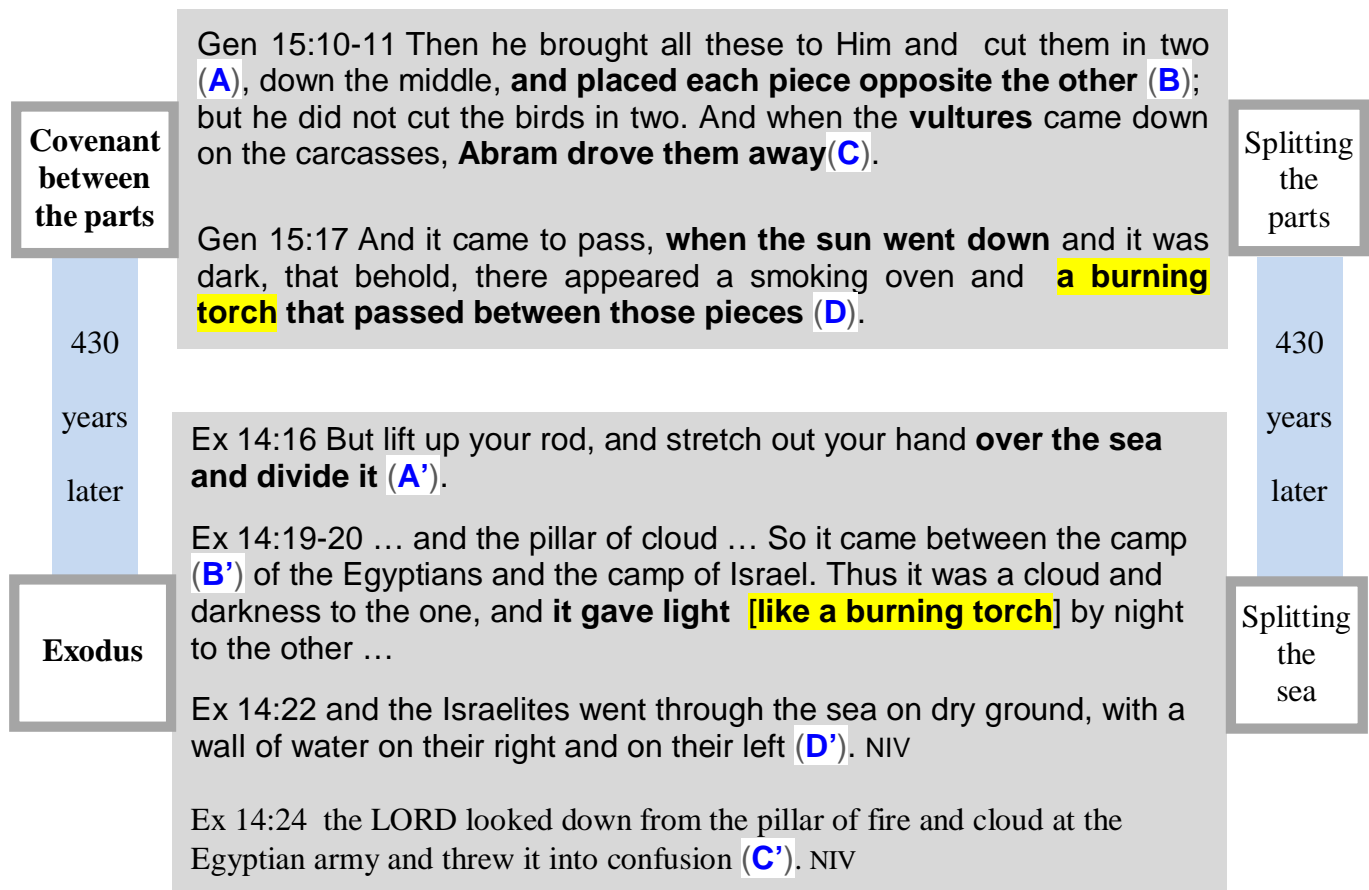 Gen 15:10-11 Then he brought all these to Him and cut them in two
(A), down the middle, and placed each piece opposite the other (B);
but he did not cut the birds in two. And when the vultures came down
on the carcasses, Abram drove them away(C).
Gen 15:17 And it came to pass, when the sun went down and it was
dark, that behold, there appeared a smoking oven and a burning
torch that passed between those pieces (D).
Covenant
between
the parts
Splitting
the
parts
430
years
later
430
years
later
Ex 14:16 But lift up your rod, and stretch out your hand over the sea
and divide it (A’).
Ex 14:19-20 … and the pillar of cloud … So it came between the camp
(B’) of the Egyptians and the camp of Israel. Thus it was a cloud and
darkness to the one, and it gave light [like a burning torch] by night
to the other …
Ex 14:22 and the Israelites went through the sea on dry ground, with a
wall of water on their right and on their left (D’). NIV
Ex 14:24 the LORD looked down from the pillar of fire and cloud at the
Egyptian army and threw it into confusion (C’). NIV
Exodus
Splitting
the
sea